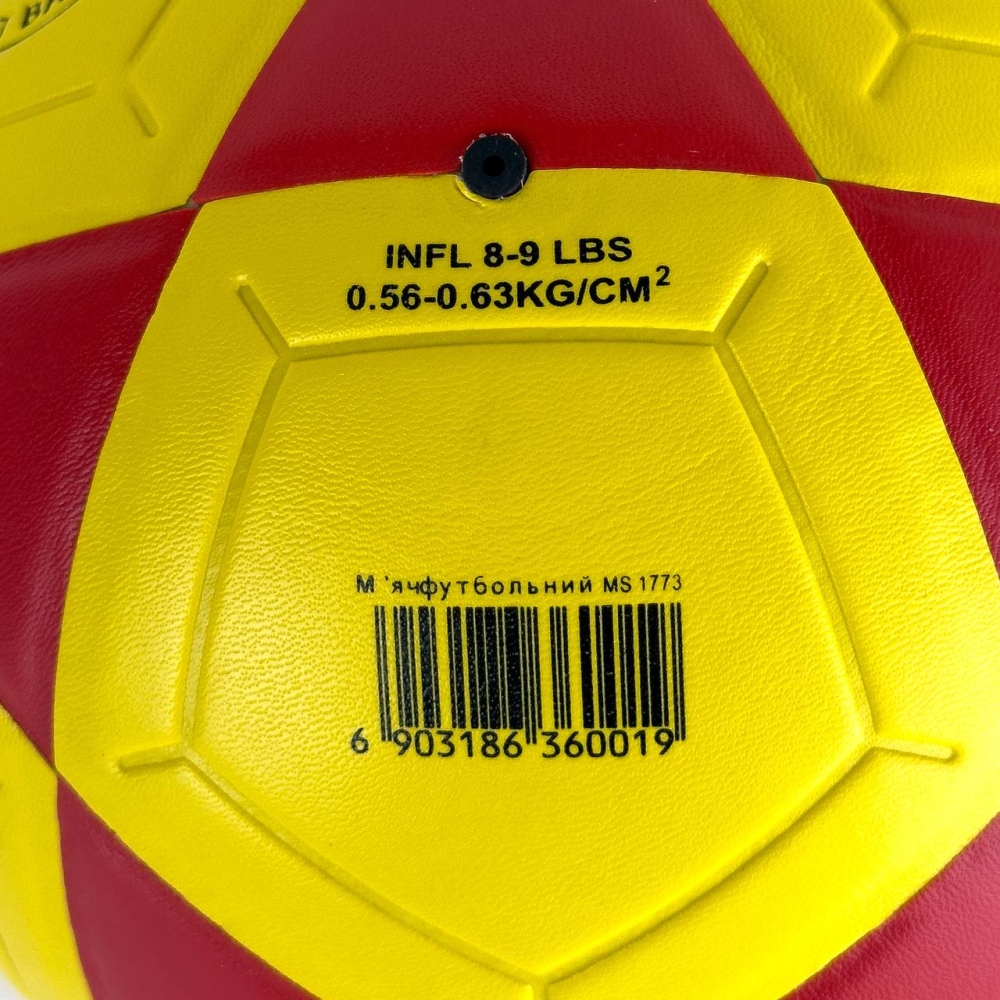 INFL 8-9 LBS
0.56-0.63KG/CM²
М 'ячфутбольний MS 1773
6 903186 360019